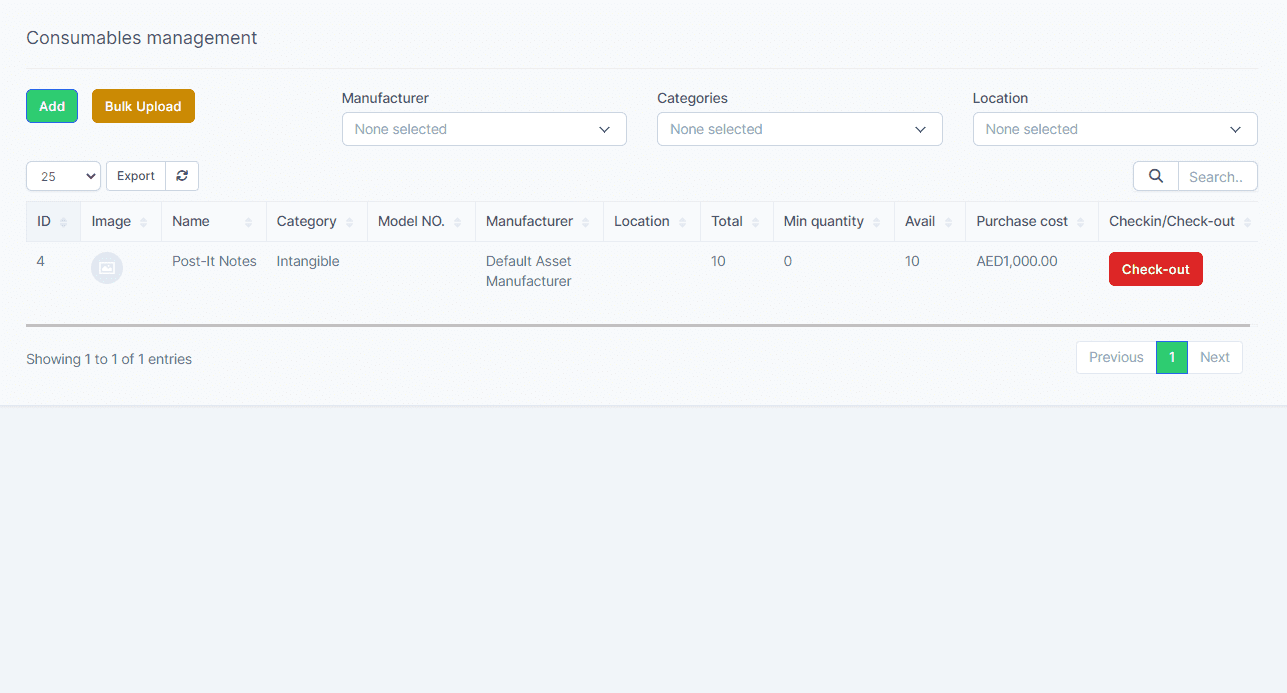 Consumables management
Add Bulk Upload
Manufacturer Categories Location
None selected None selected None selected
25 Export Search..
ID Image Name Category Model NO. Manufacturer Location Total Min quantity Avail Purchase cost Checkin/Check-out
4 Post-It Notes Intangible Default Asset 10 0 10 AED1,000.00 Check-out
Manufacturer
Showing 1 to 1 of 1 entries Previous 1 Next